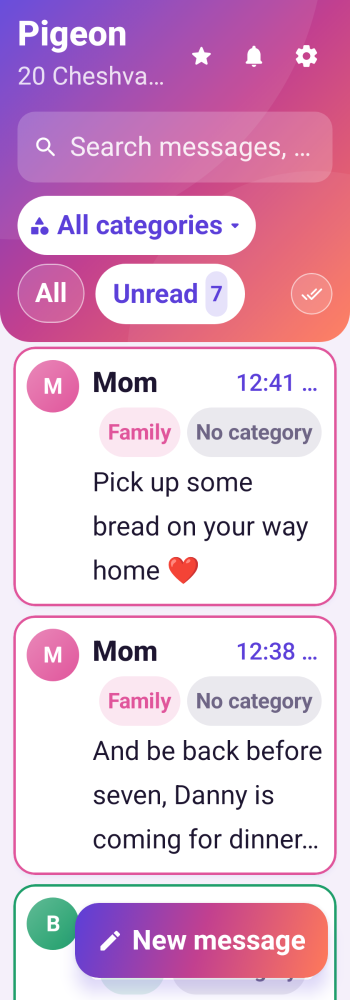 Pigeon
20 Cheshva…
Search messages, …
All categories
All
Unread 7
M
Mom
12:41 …
Family
No category
Pick up some
bread on your way
home ❤️
M
Mom
12:38 …
Family
No category
And be back before
seven, Danny is
coming for dinner…
B
New message